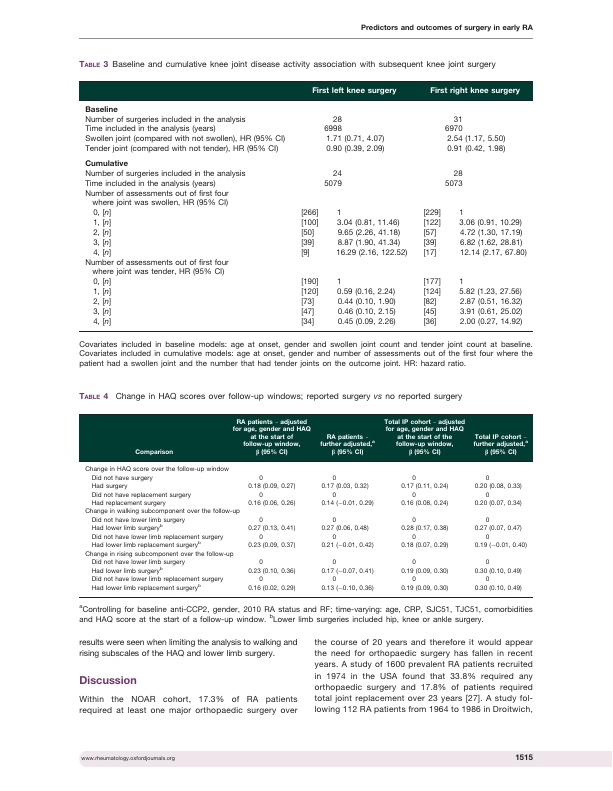 Predictors and outcomes of surgery in early RA
TABLE 3 Baseline and cumulative knee joint disease activity association with subsequent knee joint surgery
First left knee surgery First right knee surgery
Baseline
Number of surgeries included in the analysis 28 31
Time included in the analysis (years) 6998 6970
Swollen joint (compared with not swollen), HR (95% CI) 1.71 (0.71, 4.07) 2.54 (1.17, 5.50)
Tender joint (compared with not tender), HR (95% CI) 0.90 (0.39, 2.09) 0.91 (0.42, 1.98)
Cumulative
Number of surgeries included in the analysis 24 28
Time included in the analysis (years) 5079 5073
Number of assessments out of first four
where joint was swollen, HR (95% CI)
0, [n] [266] 1 [229] 1
1, [n] [100] 3.04 (0.81, 11.46) [122] 3.06 (0.91, 10.29)
2, [n] [50] 9.65 (2.26, 41.18) [57] 4.72 (1.30, 17.19)
3, [n] [39] 8.87 (1.90, 41.34) [39] 6.82 (1.62, 28.81)
4, [n] [9] 16.29 (2.16, 122.52) [17] 12.14 (2.17, 67.80)
Number of assessments out of first four
where joint was tender, HR (95% CI)
0, [n] [190] 1 [177] 1
1, [n] [120] 0.59 (0.16, 2.24) [124] 5.82 (1.23, 27.56)
2, [n] [73] 0.44 (0.10, 1.90) [82] 2.87 (0.51, 16.32)
3, [n] [47] 0.46 (0.10, 2.15) [45] 3.91 (0.61, 25.02)
4, [n] [34] 0.45 (0.09, 2.26) [36] 2.00 (0.27, 14.92)
Covariates included in baseline models: age at onset, gender and swollen joint count and tender joint count at baseline.
Covariates included in cumulative models: age at onset, gender and number of assessments out of the first four where the
patient had a swollen joint and the number that had tender joints on the common joint. HR: hazard ratio.
TABLE 4 Change in HAQ scores over follow-up windows; reported surgery vs no reported surgery
RA patients – adjusted Total IP cohort – adjusted
for age, gender and HAQ for age, gender and HAQ
at the start of RA patients – at the start of the Total IP cohort –
follow-up window, further adjusted,a follow-up window, further adjusted,a
Comparison β (95% CI) β (95% CI) β (95% CI) β (95% CI)
Change in HAQ score over the follow-up window
Did not have surgery 0 0 0 0
Had surgery 0.18 (0.09, 0.27) 0.17 (0.03, 0.32) 0.17 (0.11, 0.24) 0.20 (0.08, 0.33)
Did not have replacement surgery 0 0 0 0
Had replacement surgery 0.16 (0.06, 0.26) 0.14 (−0.01, 0.29) 0.16 (0.08, 0.24) 0.20 (0.07, 0.34)
Change in walking subcomponent over the follow-up
Did not have lower limb surgery 0 0 0 0
Had lower limb surgeryb 0.27 (0.13, 0.41) 0.27 (0.06, 0.48) 0.28 (0.17, 0.38) 0.27 (0.07, 0.47)
Did not have lower limb replacement surgery 0 0 0 0
Had lower limb replacement surgeryb 0.23 (0.09, 0.37) 0.21 (−0.01, 0.42) 0.18 (0.07, 0.29) 0.19 (−0.01, 0.40)
Change in rising subcomponent over the follow-up
Did not have lower limb surgery 0 0 0 0
Had lower limb surgeryb 0.23 (0.10, 0.36) 0.17 (−0.07, 0.41) 0.19 (0.09, 0.30) 0.30 (0.10, 0.49)
Did not have lower limb replacement surgery 0 0 0 0
Had lower limb replacement surgeryb 0.16 (0.02, 0.29) 0.13 (−0.10, 0.36) 0.19 (0.09, 0.30) 0.30 (0.10, 0.49)
aControlling for baseline anti-CCP2, gender, 2010 RA status and RF; time-varying: age, CRP, SJC51, TJC51, comorbidities
and HAQ score at the start of a follow-up window. bLower limb surgeries included hip, knee or ankle surgery.
results were seen when limiting the analysis to walking and
rising subscales of the HAQ and lower limb surgery.
Discussion
Within the NOAR cohort, 17.3% of RA patients
required at least one major orthopaedic surgery over
the course of 20 years and therefore it would appear
the need for orthopaedic surgery has fallen in recent
years. A study of 1600 prevalent RA patients recruited
in 1974 in the USA found that 33.8% required any
orthopaedic surgery and 17.8% of patients required
total joint replacement over 23 years [27]. A study fol-
lowing 112 RA patients from 1964 to 1986 in Droitwich,
www.rheumatology.oxfordjournals.org 1515